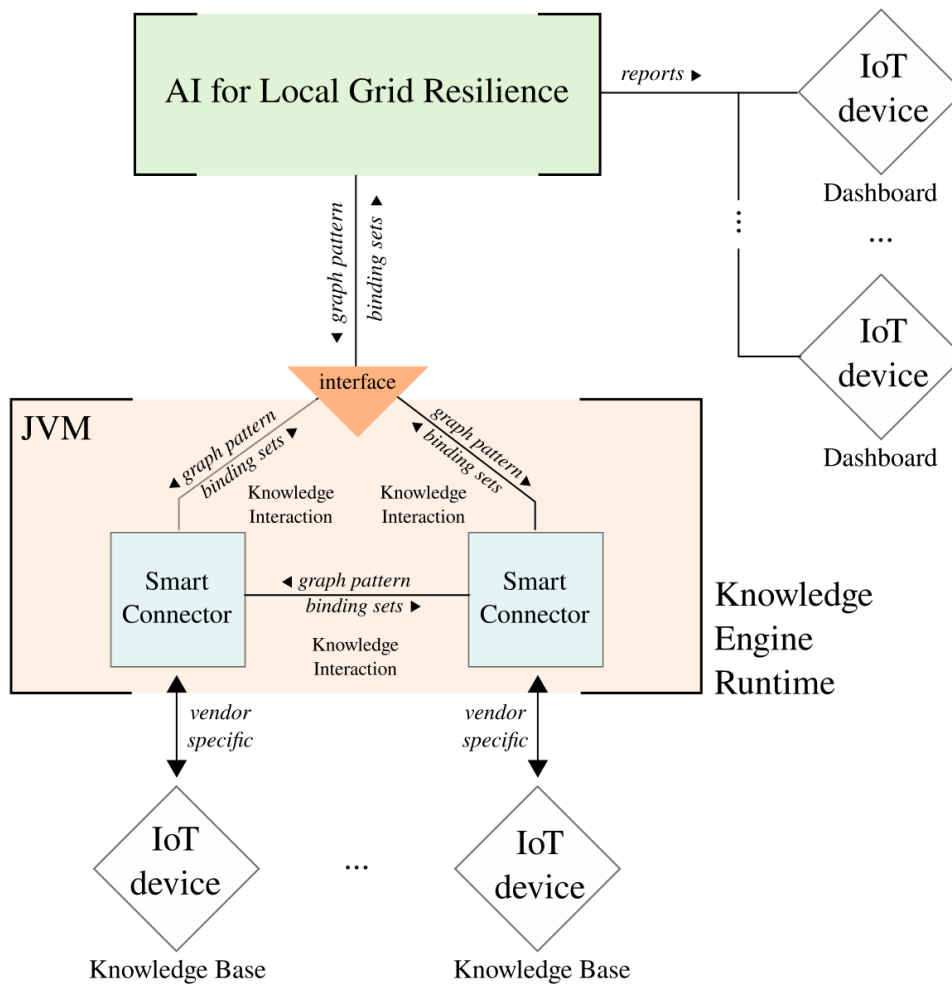 AI for Local Grid Resilience
reports ►
IoT
device
Dashboard
...
IoT
device
Dashboard
...
◄ graph pattern
binding sets ►
interface
JVM
◄ graph pattern
binding sets ►
graph pattern ►
◄ binding sets
Knowledge
Interaction
Knowledge
Interaction
Smart
Connector
◄ graph pattern
binding sets ►
Smart
Connector
Knowledge
Interaction
Knowledge
Engine
Runtime
vendor
specific
vendor
specific
IoT
device
Knowledge Base
...
IoT
device
Knowledge Base